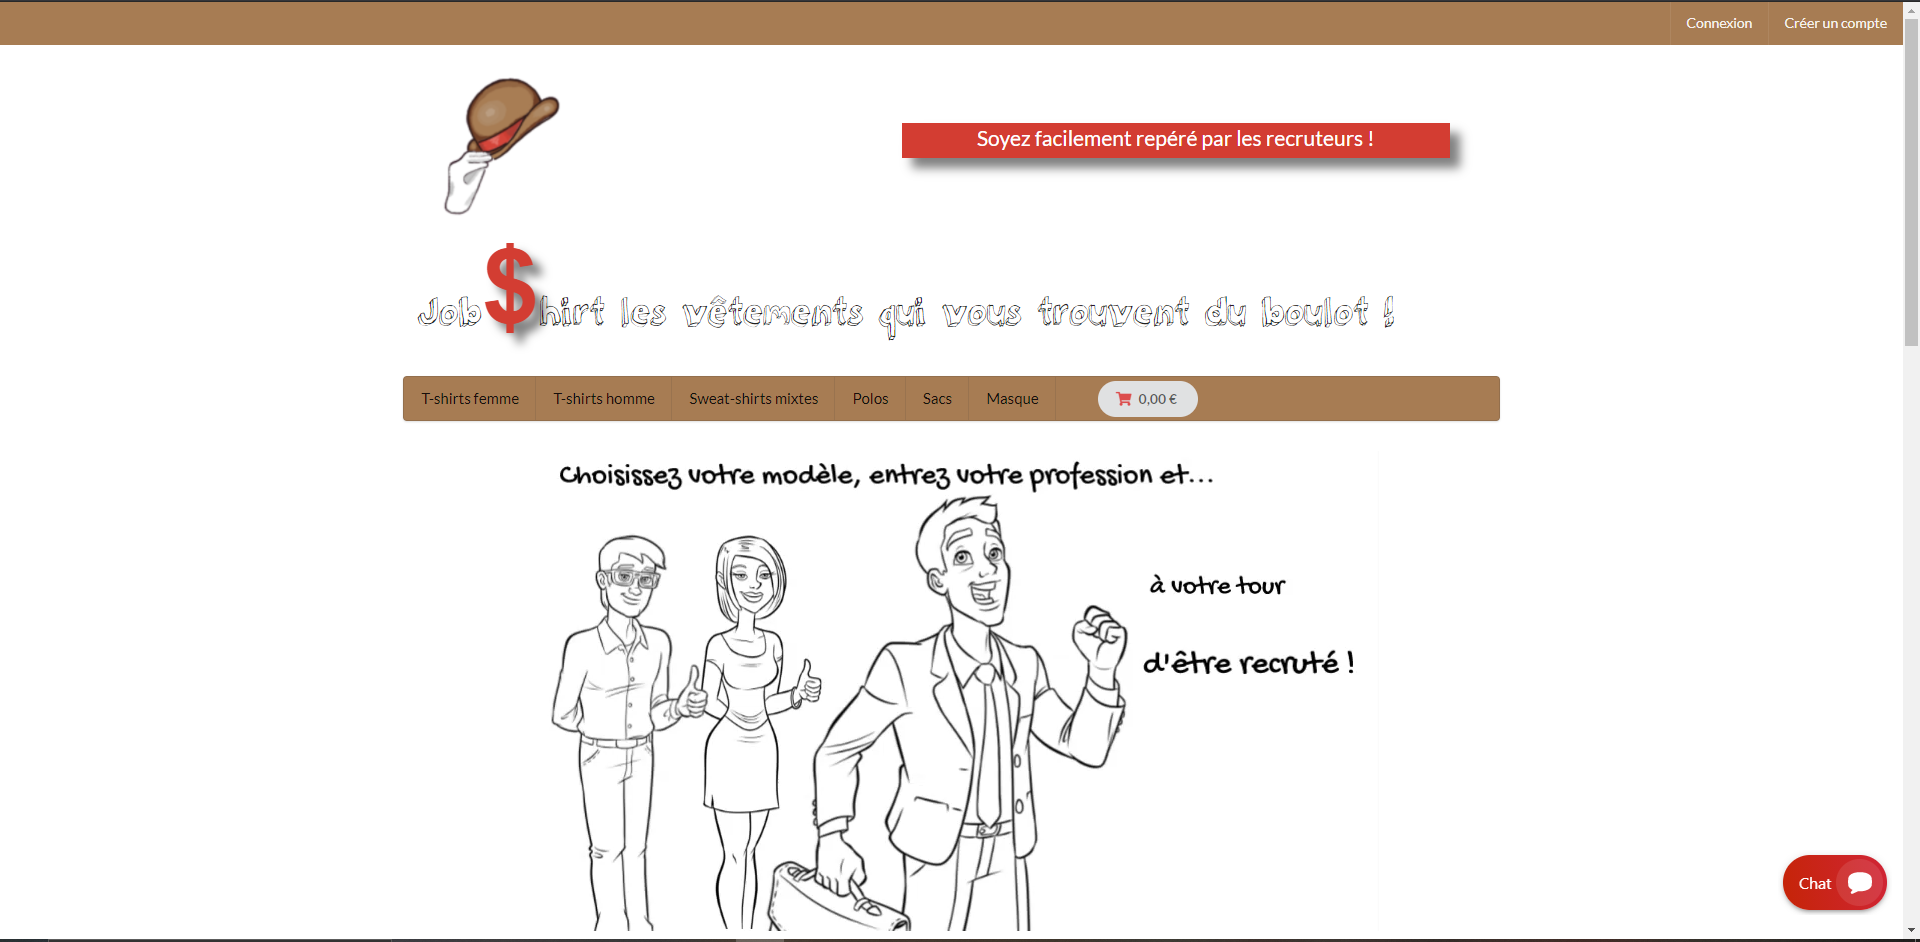 Connexion
Créer un compte
Soyez facilement repéré par les recruteurs !
Job $hirt les vêtements qui vous trouvent du boulot !
T-shirts femme
T-shirts homme
Sweat-shirts mixtes
Polos
Sacs
Masque
0,00 €
Choisissez votre modèle, entrez votre profession et...
à votre tour
d'être recruté !
Chat